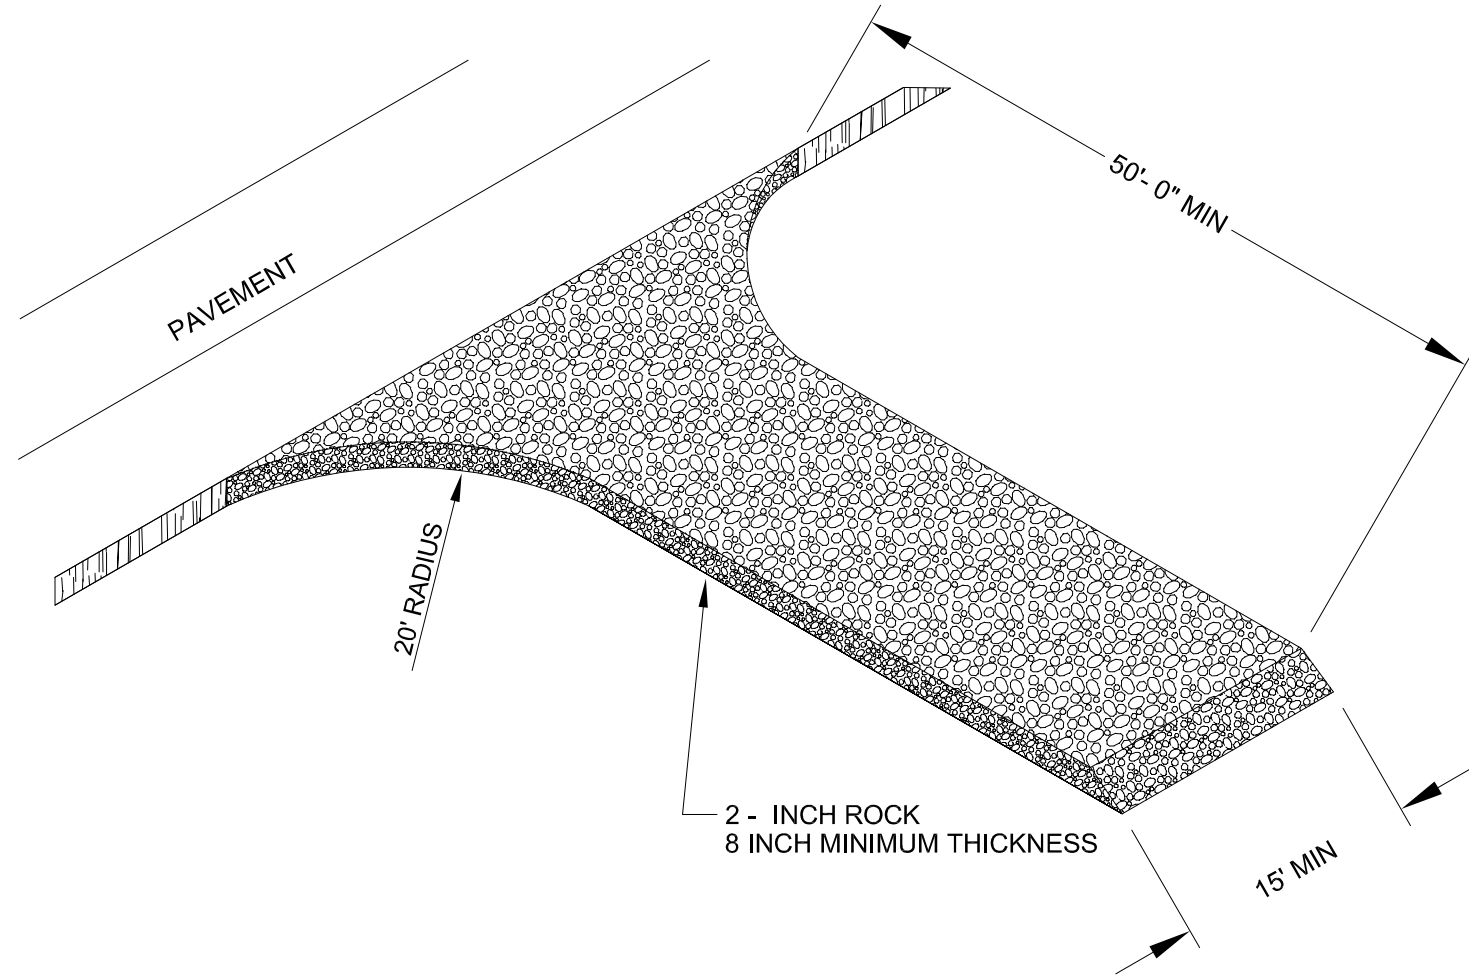 50'- 0" MIN
PAVEMENT
20' RADIUS
2 - INCH ROCK
8 INCH MINIMUM THICKNESS
15' MIN